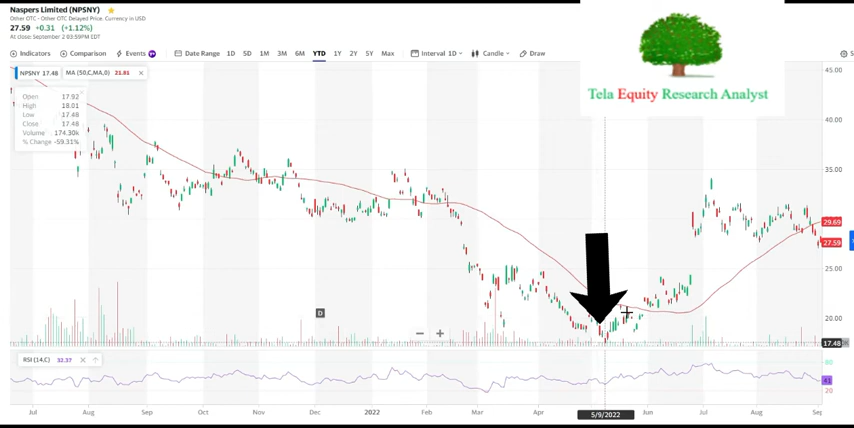 Naspers Limited (NPSNY)
Other OTC - Other OTC Delayed Price. Currency in USD
27.59 +0.31 (+1.12%)
At close: September 2 03:59PM EDT
Indicators Comparison Events Date Range 1D 5D 1M 3M 6M YTD 1Y 2Y 5Y Max Interval 1D Candle Draw S
NPSNY 17.48 MA (50,C,MA,0) 21.81
Open 17.92
High 18.01
Low 17.48
Close 17.48
Volume 174.30k
% Change -59.31%
Tela Equity Research Analyst
45.00
40.00
35.00
29.69
27.59
25.00
20.00
17.48
D
RSI (14,C) 32.37
60
41
Jul Aug Sep Oct Nov Dec 2022 Feb Mar Apr 5/9/2022 Jun Jul Aug Sep